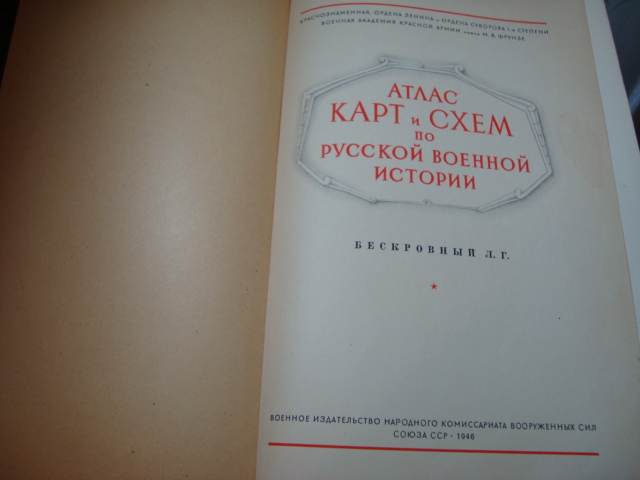 КРАСНОЗНАМЕННАЯ, ОРДЕНА ЛЕНИНА и ОРДЕНА СУВОРОВА 1-й СТЕПЕНИ
ВОЕННАЯ АКАДЕМИЯ КРАСНОЙ АРМИИ имени М. В. ФРУНЗЕ
АТЛАС
КАРТ и СХЕМ
ПО
РУССКОЙ ВОЕННОЙ
ИСТОРИИ
БЕСКРОВНЫЙ Л. Г.
ВОЕННОЕ ИЗДАТЕЛЬСТВО НАРОДНОГО КОМИССАРИАТА ВООРУЖЕННЫХ СИЛ
СОЮЗА ССР - 1946